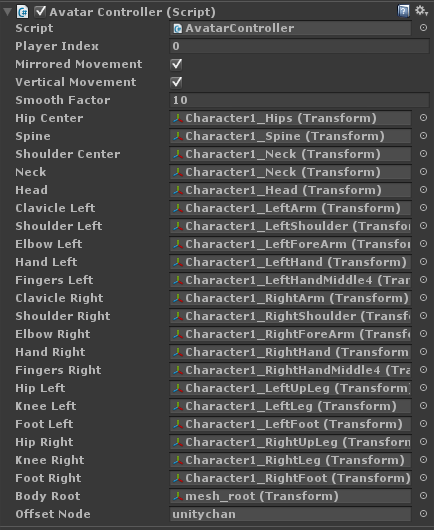 Avatar Controller (Script)
Script AvatarController
Player Index 0
Mirrored Movement
Vertical Movement
Smooth Factor 10
Hip Center Character1_Hips (Transform)
Spine Character1_Spine (Transform)
Shoulder Center Character1_Neck (Transform)
Neck Character1_Neck (Transform)
Head Character1_Head (Transform)
Clavicle Left Character1_LeftArm (Transform)
Shoulder Left Character1_LeftShoulder (Transform)
Elbow Left Character1_LeftForeArm (Transforn
Hand Left Character1_LeftHand (Transform)
Fingers Left Character1_LeftHandMiddle4 (Tran
Clavicle Right Character1_RightArm (Transform)
Shoulder Right Character1_RightShoulder (Transfor
Elbow Right Character1_RightForeArm (Transfor
Hand Right Character1_RightHand (Transform
Fingers Right Character1_RightHandMiddle4 (Tra
Hip Left Character1_LeftUpLeg (Transform)
Knee Left Character1_LeftLeg (Transform)
Foot Left Character1_LeftFoot (Transform)
Hip Right Character1_RightUpLeg (Transform)
Knee Right Character1_RightLeg (Transform)
Foot Right Character1_RightFoot (Transform)
Body Root mesh_root (Transform)
Offset Node unitychan